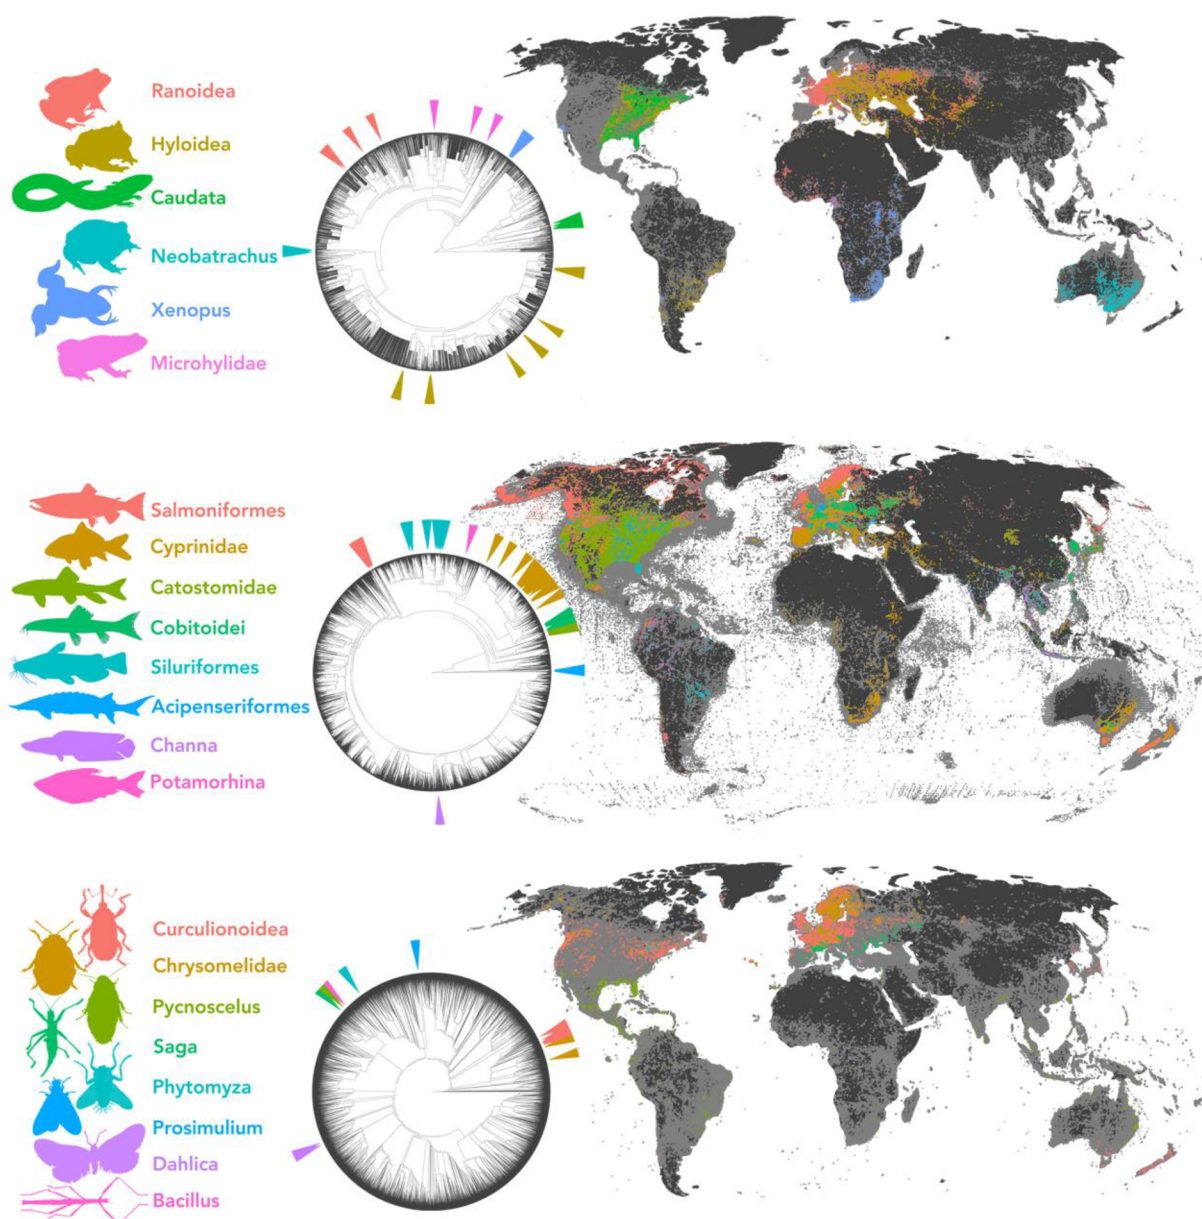 Ranoidea
Hyloidea
Caudata
Neobatrachus
Xenopus
Microhylidae
Salmoniformes
Cyprinidae
Catostomidae
Cobitoidei
Siluriformes
Acipenseriformes
Channa
Potamorhina
Curculionoidea
Chrysomelidae
Pycnoscelus
Saga
Phytomyza
Prosimulium
Dahlica
Bacillus